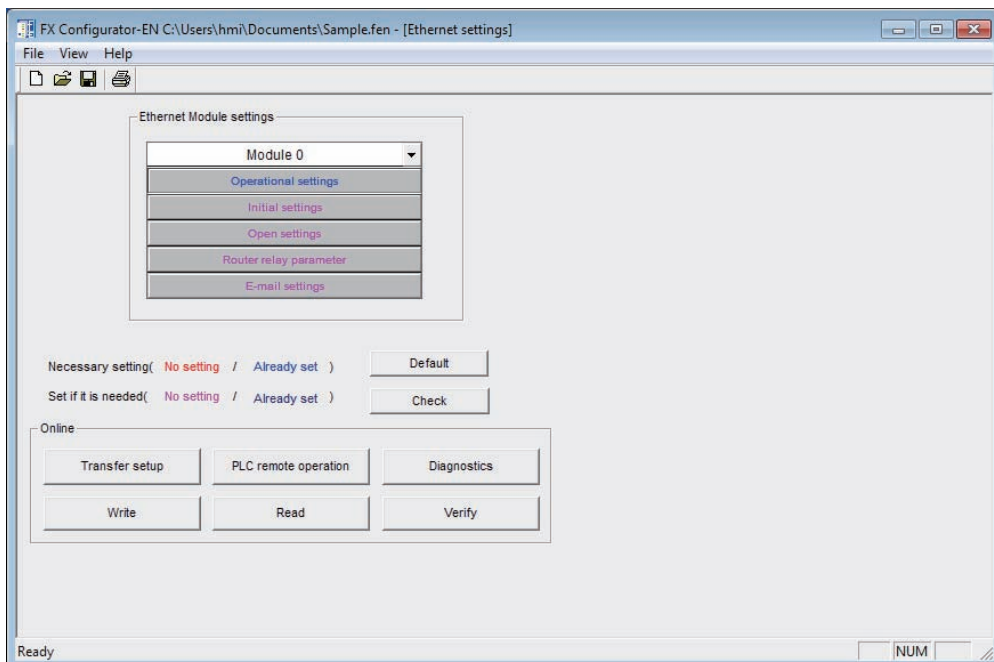 FX Configurator-EN C:\Users\hmi\Documents\Sample.fen - [Ethernet settings]
File View Help
Ethernet Module settings
Module 0
Operational settings
Initial settings
Open settings
Router relay parameter
E-mail settings
Necessary setting( No setting / Already set ) Default
Set if it is needed( No setting / Already set ) Check
Online
Transfer setup PLC remote operation Diagnostics
Write Read Verify
Ready NUM